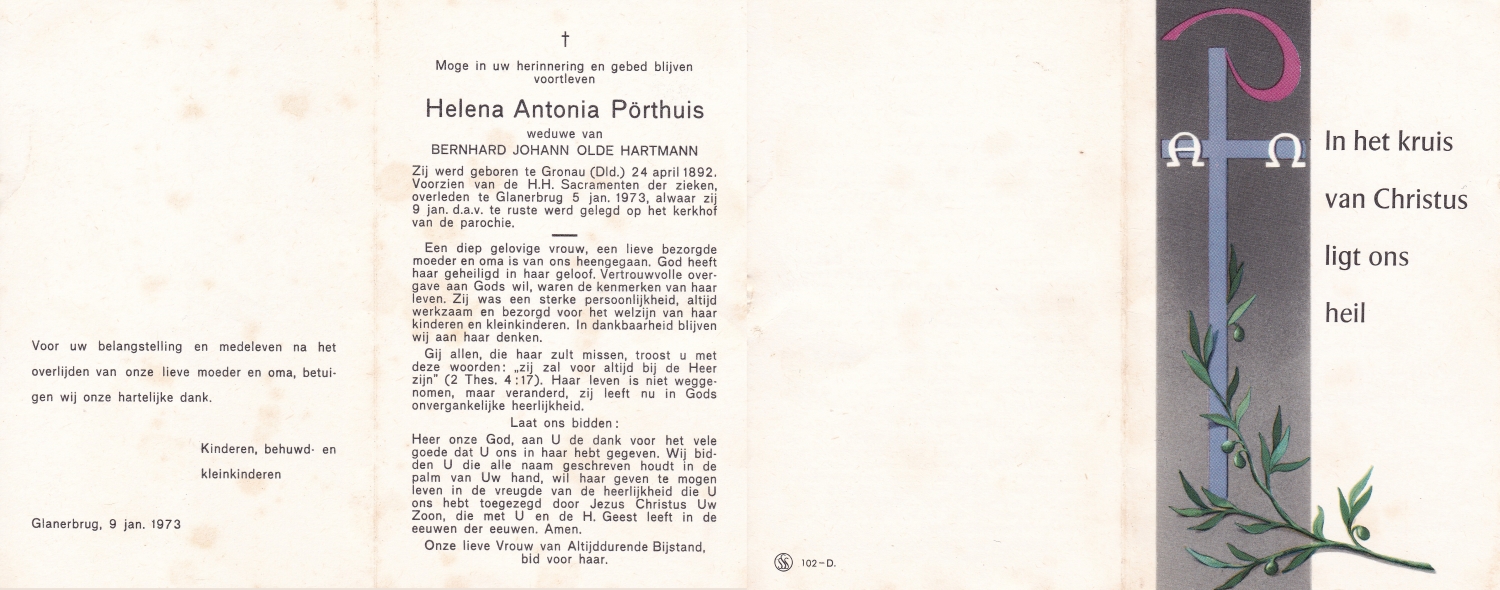 Voor uw belangstelling en medeleven na het
overlijden van onze lieve moeder en oma, betui-
gen wij onze hartelijke dank.
Kinderen, behuwd- en
kleinkinderen
Glanerbrug, 9 jan. 1973
†
Moge in uw herinnering en gebed blijven
voortleven
Helena Antonia Pörthuis
weduwe van
BERNHARD JOHANN OLDE HARTMANN
Zij werd geboren te Gronau (Dld.) 24 april 1892.
Voorzien van de H.H. Sacramenten der zieken,
overleden te Glanerbrug 5 jan. 1973, alwaar zij
9 jan. d.a.v. te ruste werd gelegd op het kerkhof
van de parochie.
Een diep gelovige vrouw, een lieve bezorgde
moeder en oma is van ons heengegaan. God heeft
haar geheiligd in haar geloof. Vertrouwvolle over-
gave aan Gods wil, waren de kenmerken van haar
leven. Zij was een sterke persoonlijkheid, altijd
werkzaam en bezorgd voor het welzijn van haar
kinderen en kleinkinderen. In dankbaarheid blijven
wij aan haar denken.
Gij allen, die haar zult missen, troost u met
deze woorden: „zij zal voor altijd bij de Heer
zijn" (2 Thes. 4:17). Haar leven is niet wegge-
nomen, maar veranderd, zij leeft nu in Gods
onvergankelijke heerlijkheid.
Laat ons bidden:
Heer onze God, aan U de dank voor het vele
goede dat U ons in haar hebt gegeven. Wij bid-
den U die alle naam geschreven houdt in de
palm van Uw hand, wil haar geven te mogen
leven in de vreugde van de heerlijkheid die U
ons hebt toegezegd door Jezus Christus Uw
Zoon, die met U en de H. Geest leeft in de
eeuwen der eeuwen. Amen.
Onze lieve Vrouw van Altijddurende Bijstand,
bid voor haar.
102-D.
Α Ω
In het kruis
van Christus
ligt ons
heil